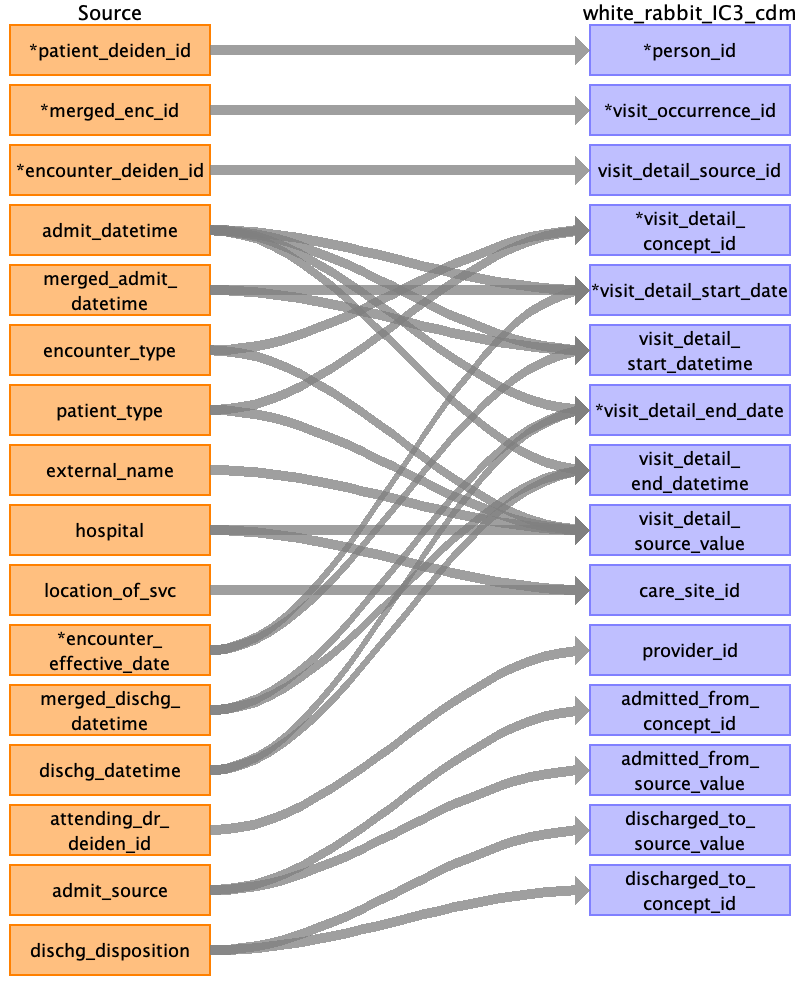 Source
white_rabbit_IC3_cdm
*patient_deiden_id
*person_id
*merged_enc_id
*visit_occurrence_id
*encounter_deiden_id
visit_detail_source_id
admit_datetime
*visit_detail_
concept_id
merged_admit_
datetime
*visit_detail_start_date
encounter_type
visit_detail_
start_datetime
patient_type
*visit_detail_end_date
external_name
visit_detail_
end_datetime
hospital
visit_detail_
source_value
location_of_svc
care_site_id
*encounter_
effective_date
provider_id
merged_dischg_
datetime
admitted_from_
concept_id
dischg_datetime
admitted_from_
source_value
attending_dr_
deiden_id
discharged_to_
source_value
admit_source
discharged_to_
concept_id
dischg_disposition